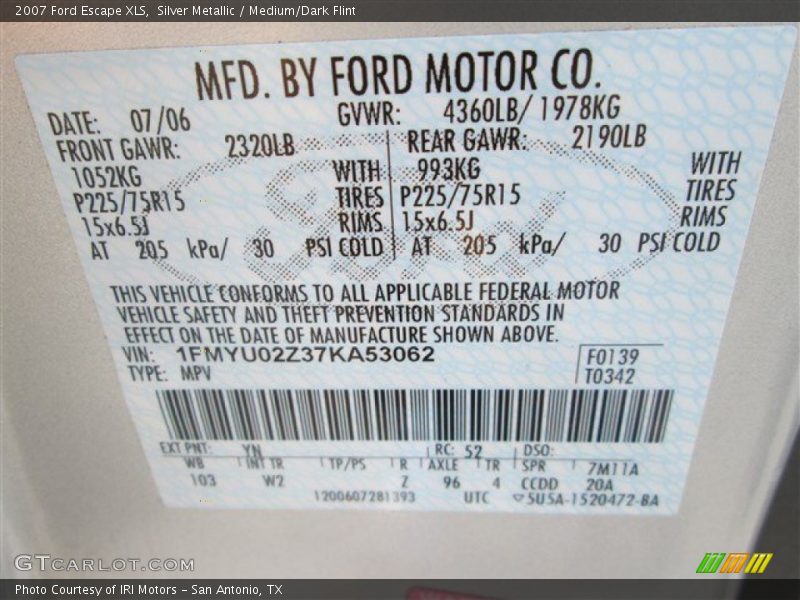 2007 Ford Escape XLS,  Silver Metallic / Medium/Dark Flint
MFD. BY FORD MOTOR CO.
DATE: 07/06 GVWR: 4360LB/ 1978KG
FRONT GAWR: 2320LB REAR GAWR: 2190LB
1052KG WITH 993KG WITH
P225/75R15 TIRES P225/75R15 TIRES
15x6.5J RIMS 15x6.5J RIMS
AT 205 kPa/ 30 PSI COLD AT 205 kPa/ 30 PSI COLD
THIS VEHICLE CONFORMS TO ALL APPLICABLE FEDERAL MOTOR
VEHICLE SAFETY AND THEFT PREVENTION STANDARDS IN
EFFECT ON THE DATE OF MANUFACTURE SHOWN ABOVE.
VIN: 1FMYU02Z37KA53062 F0139
TYPE: MPV T0342
EXT PNT: YN RC: 52 DSO:
WB INT TR TP/PS R AXLE TR SPR 7M11A
103 W2 Z 96 4 CCDD 20A
1200607281393 UTC 5U5A-1520472-BA
Ford
GTCARLOT.COM
Photo Courtesy of IRI Motors – San Antonio, TX